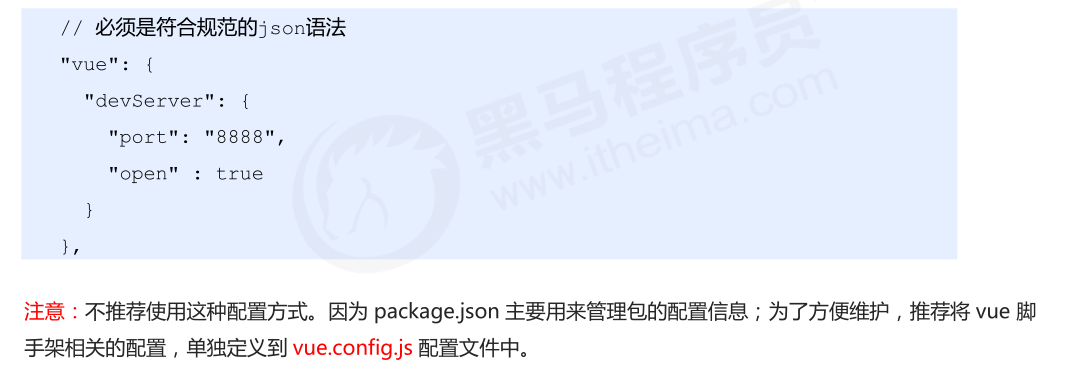 // 必须是符合规范的json语法
"vue": {
"devServer": {
"port": "8888",
"open" : true
}
},
黑马程序员
www.itheima.com
注意：不推荐使用这种配置方式。因为 package.json 主要用来管理包的配置信息；为了方便维护，推荐将 vue 脚
手架相关的配置，单独定义到 vue.config.js 配置文件中。